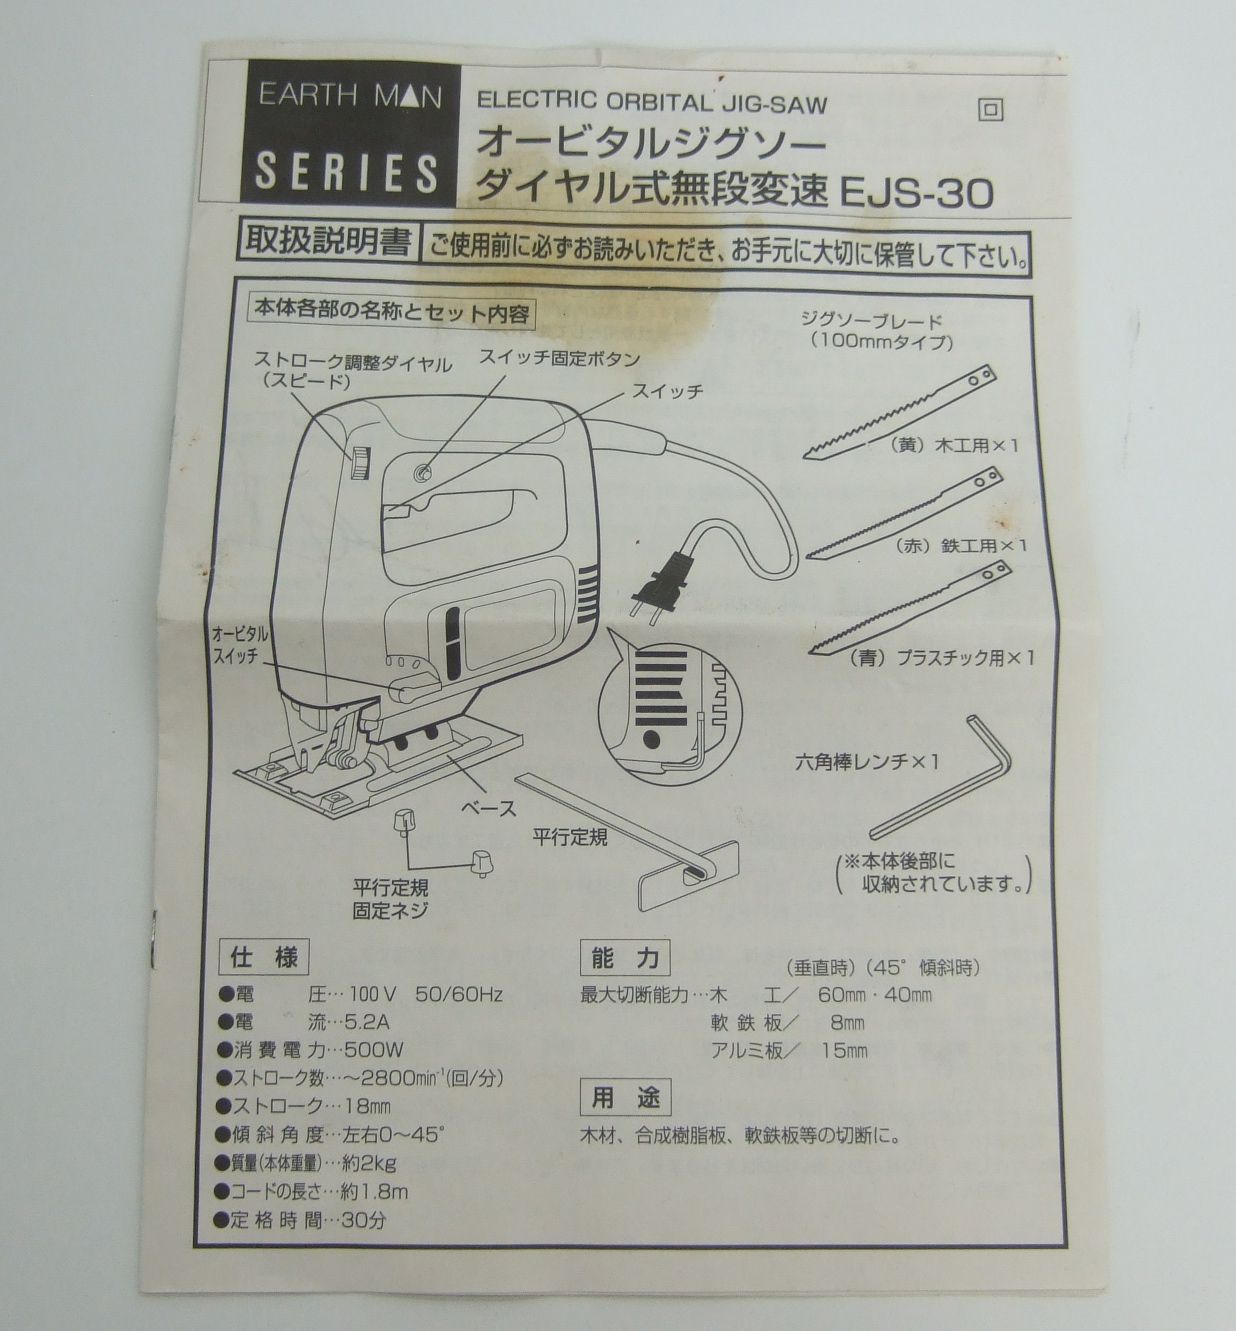 EARTH MAN
SERIES
ELECTRIC ORBITAL JIG-SAW
オービタルジグソー
ダイヤル式無段変速 EJS-30
取扱説明書
ご使用前に必ずお読みいただき、お手元に大切に保管して下さい。
本体各部の名称とセット内容
ストローク調整ダイヤル
（スピード）
スイッチ固定ボタン
スイッチ
ジグソーブレード
（100mmタイプ）
（黄）木工用×1
（赤）鉄工用×1
（青）プラスチック用×1
オービタル
スイッチ
ベース
平行定規
平行定規
固定ネジ
六角棒レンチ×1
（※本体後部に
収納されています。）
仕 様
●電 圧…100V 50/60Hz
●電 流…5.2A
●消費電力…500W
●ストローク数…～2800min⁻¹(回/分)
●ストローク…18mm
●傾斜角度…左右0～45°
●質量(本体重量)…約2kg
●コードの長さ…約1.8m
●定格時間…30分
能 力
（垂直時）（45°傾斜時）
最大切断能力…木 工／ 60mm・40mm
軟鉄板／ 8mm
アルミ板／ 15mm
用 途
木材、合成樹脂板、軟鉄板等の切断に。